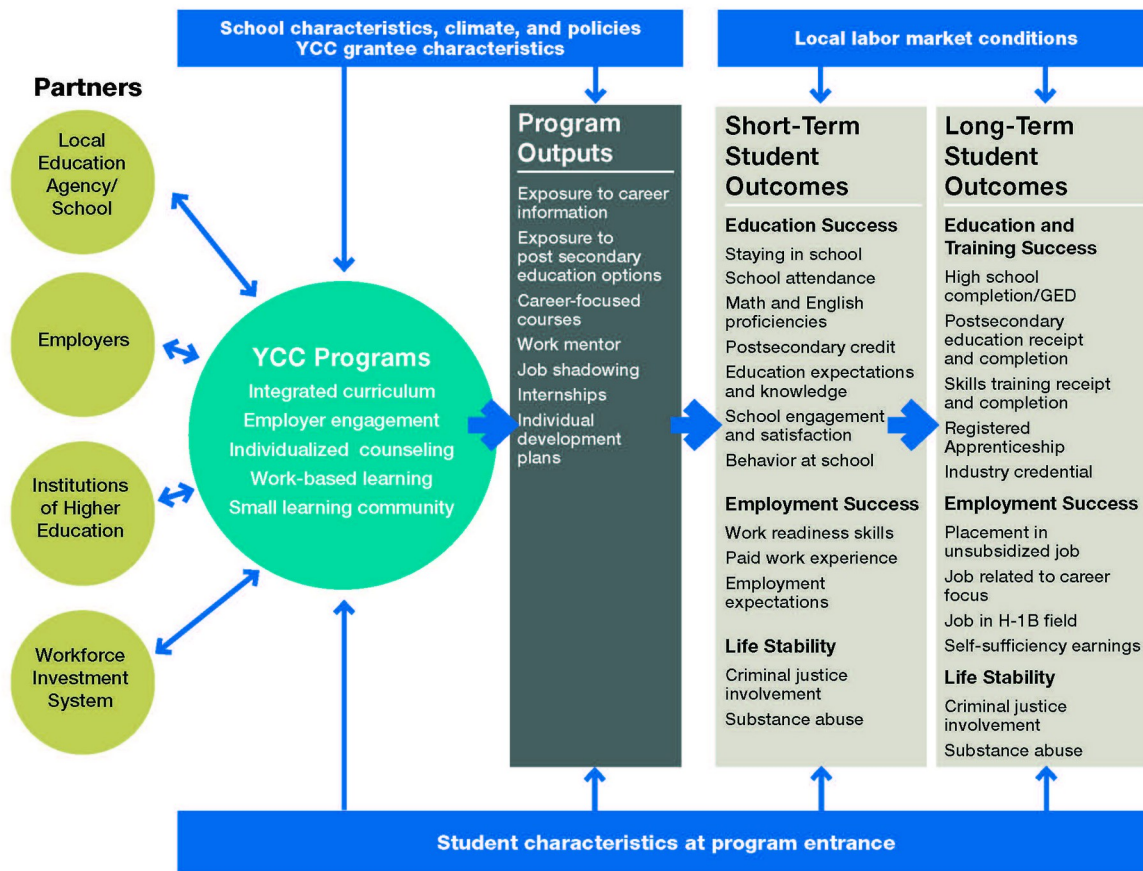 School characteristics, climate, and policies
YCC grantee characteristics
Local labor market conditions
Partners
Local
Education
Agency/
School
Employers
Institutions
of Higher
Education
Workforce
Investment
System
YCC Programs
Integrated curriculum
Employer engagement
Individualized counseling
Work-based learning
Small learning community
Program
Outputs
Exposure to career
information
Exposure to
post secondary
education options
Career-focused
courses
Work mentor
Job shadowing
Internships
Individual
development
plans
Short-Term
Student
Outcomes
Education Success
Staying in school
School attendance
Math and English
proficiencies
Postsecondary credit
Education expectations
and knowledge
School engagement
and satisfaction
Behavior at school
Employment Success
Work readiness skills
Paid work experience
Employment
expectations
Life Stability
Criminal justice
involvement
Substance abuse
Long-Term
Student
Outcomes
Education and
Training Success
High school
completion/GED
Postsecondary
education receipt
and completion
Skills training receipt
and completion
Registered
Apprenticeship
Industry credential
Employment Success
Placement in
unsubsidized job
Job related to career
focus
Job in H-1B field
Self-sufficiency earnings
Life Stability
Criminal justice
involvement
Substance abuse
Student characteristics at program entrance